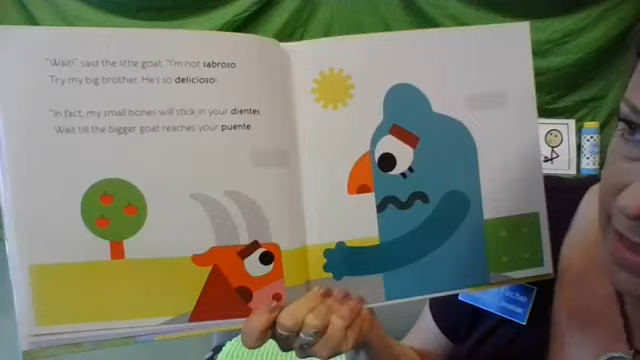 "Wait!" said the little goat. "I'm not sabroso
Try my big brother. He's so delicioso!
"In fact, my small bones will stick in your dientes.
Wait till the bigger goat reaches your puente